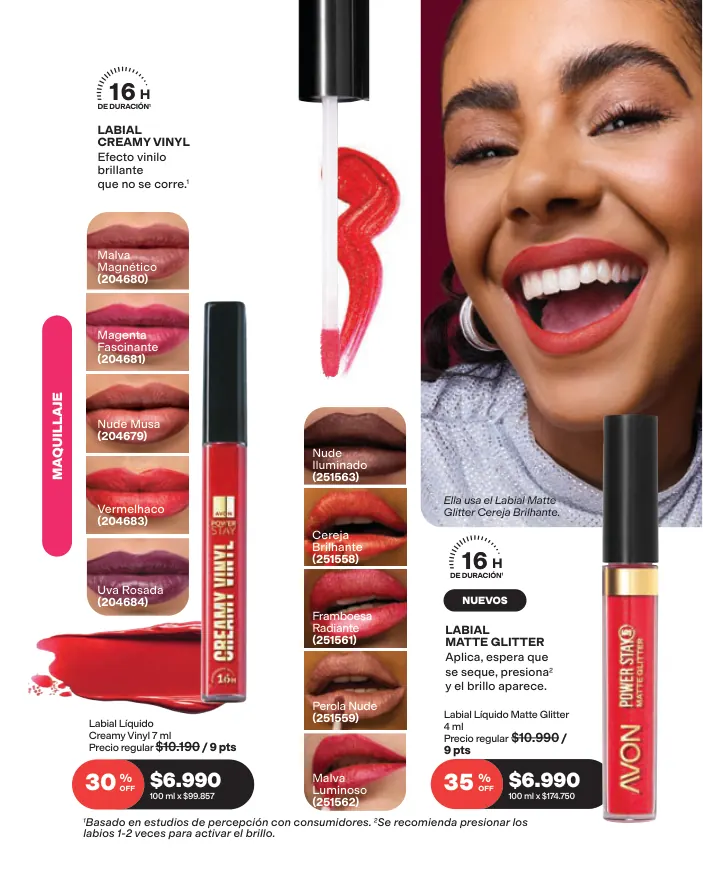 16 H
DE DURACIÓN¹
LABIAL
CREAMY VINYL
Efecto vinilo
brillante
que no se corre.¹
Malva
Magnético
(204680)
Magenta
Fascinante
(204681)
Nude Musa
(204679)
Vermelhaco
(204683)
Uva Rosada
(204684)
MAQUILLAJE
AVON
POWER
STAY
CREAMY VINYL
16H
Labial Líquido
Creamy Vinyl 7 ml
Precio regular $10.190 / 9 pts
30 % OFF
$6.990
100 ml x $99.857
Nude
Iluminado
(251563)
Cereja
Brilhante
(251558)
Framboesa
Radiante
(251561)
Perola Nude
(251559)
Malva
Luminoso
(251562)
Ella usa el Labial Matte
Glitter Cereja Brilhante.
16 H
DE DURACIÓN¹
NUEVOS
LABIAL
MATTE GLITTER
Aplica, espera que
se seque, presiona²
y el brillo aparece.
Labial Líquido Matte Glitter
4 ml
Precio regular $10.990 /
9 pts
35 % OFF
$6.990
100 ml x $174.750
AVON
POWER STAY
MATTE GLITTER
¹Basado en estudios de percepción con consumidores. ²Se recomienda presionar los
labios 1-2 veces para activar el brillo.